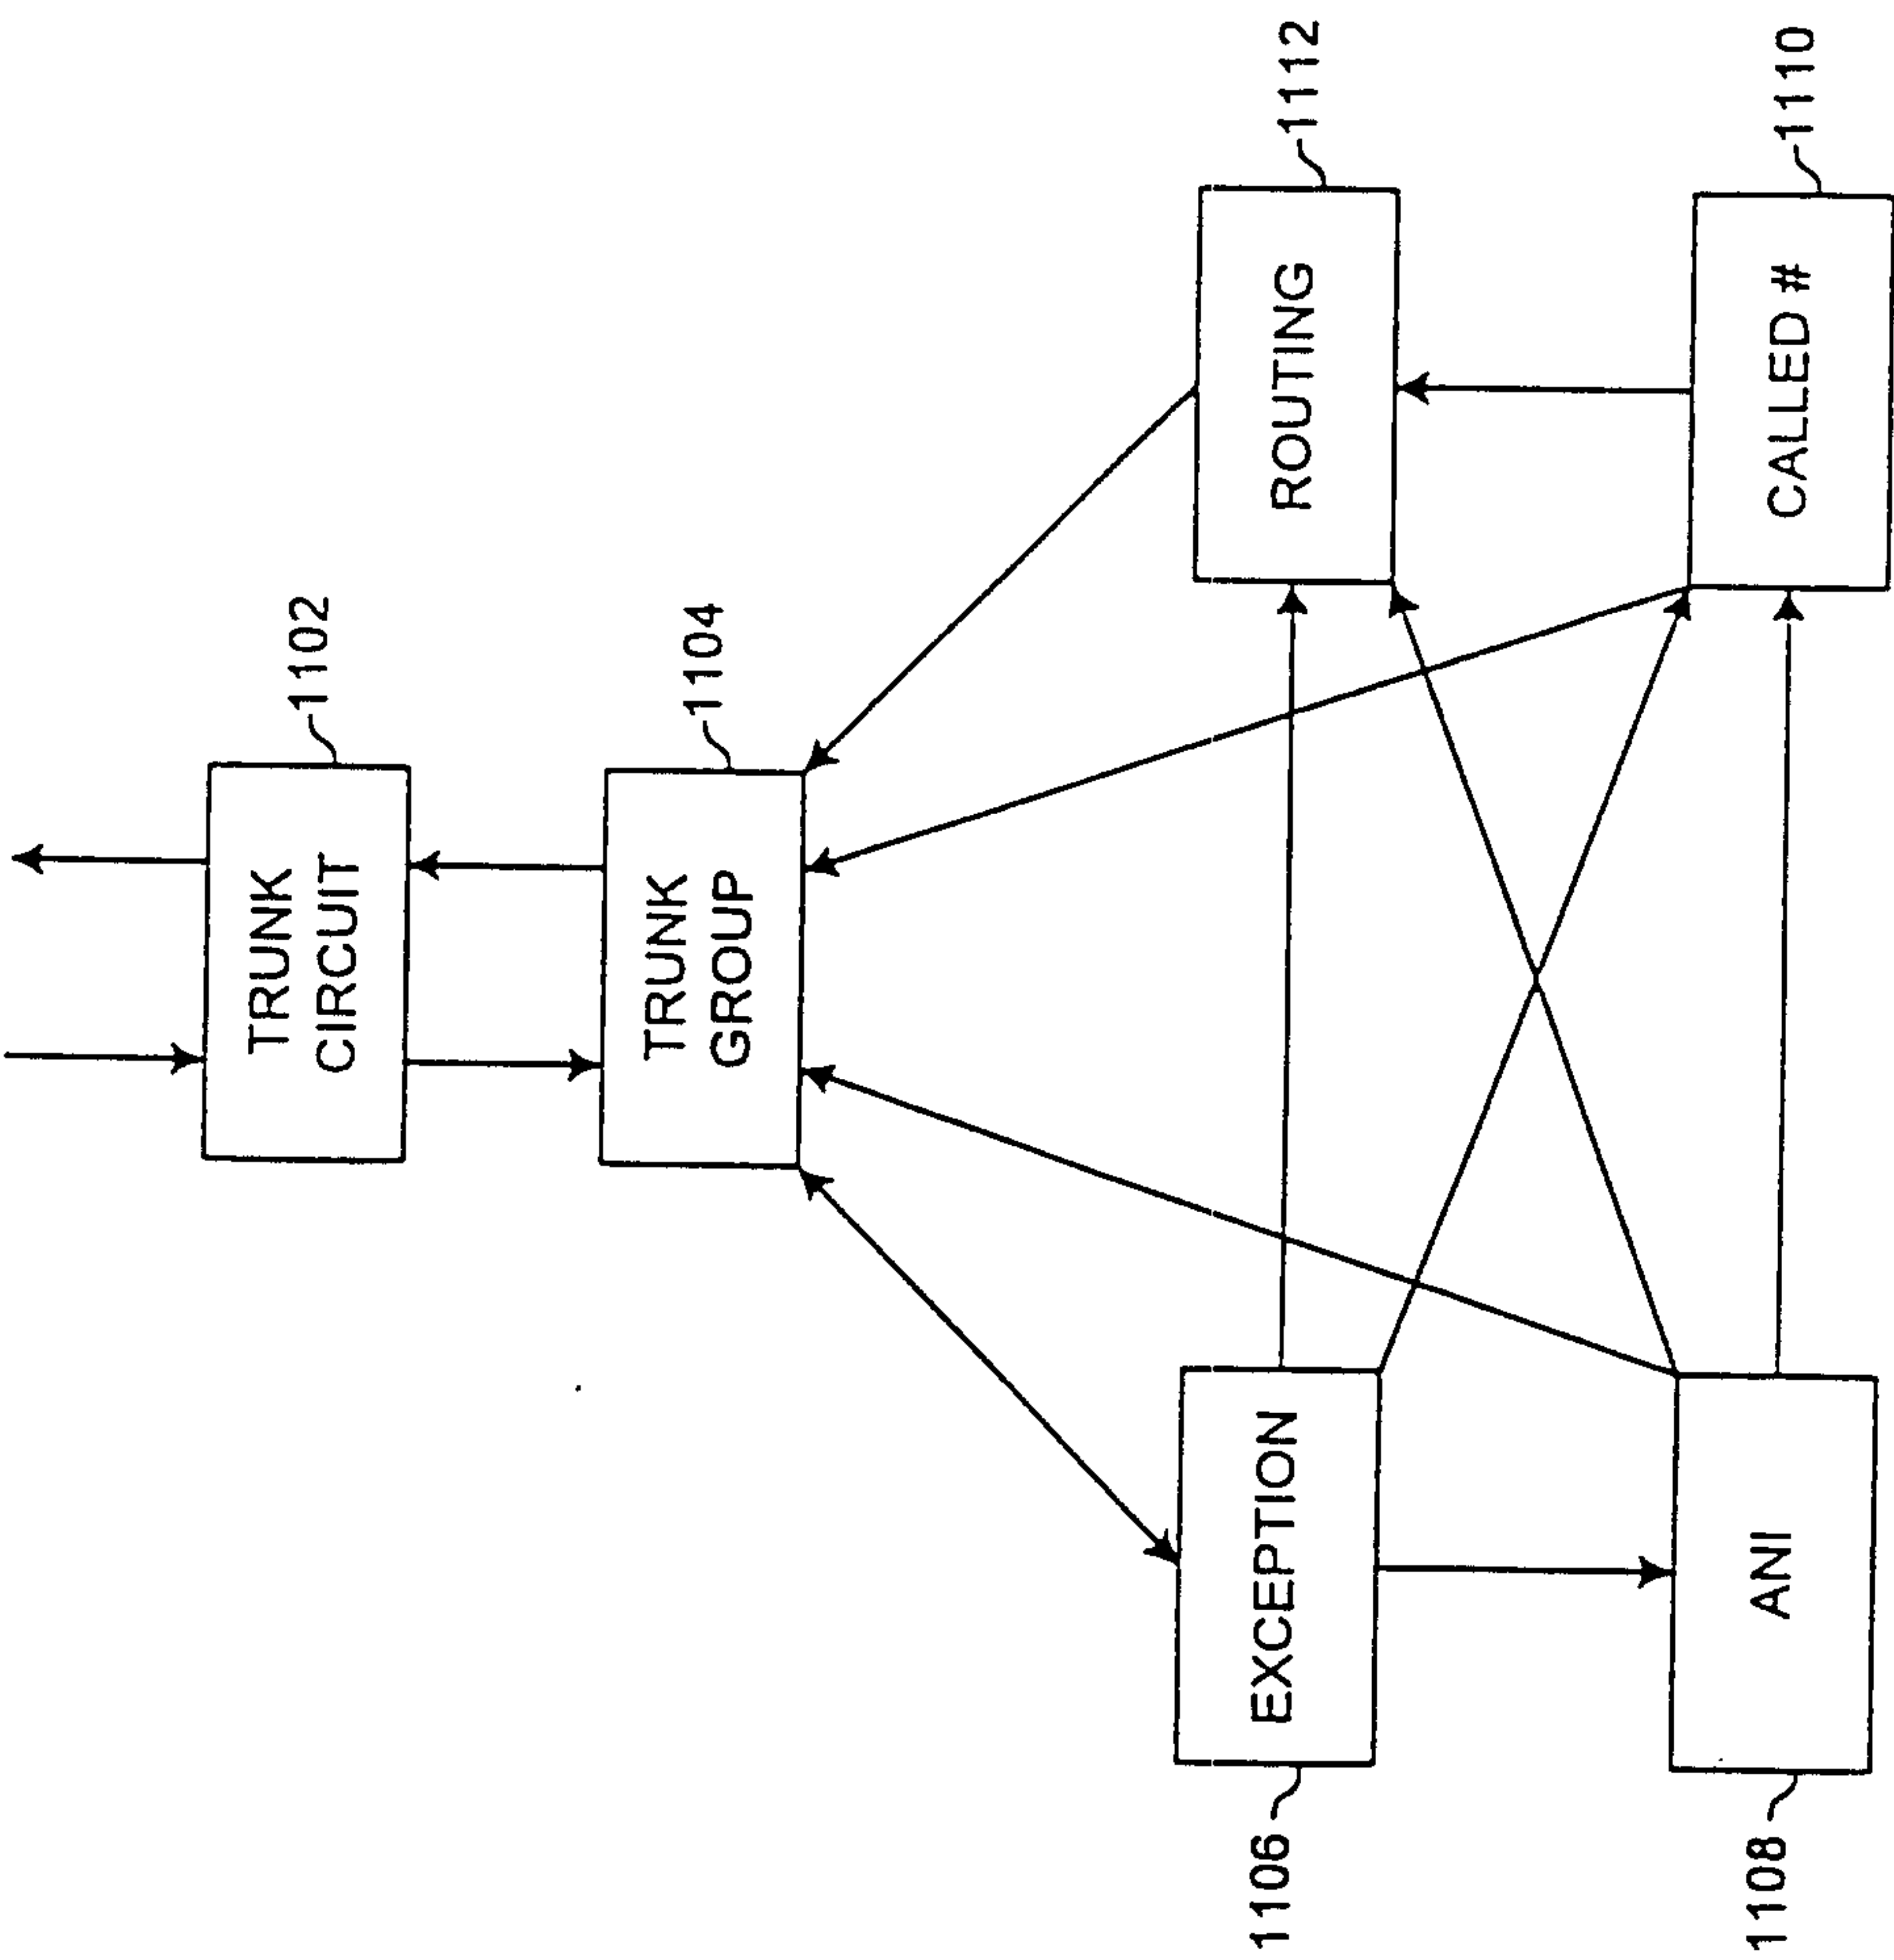 TRUNK
CIRCUIT
1102
TRUNK
GROUP
1104
1106
EXCEPTION
ROUTING
1112
1108
ANI
CALLED #
1110